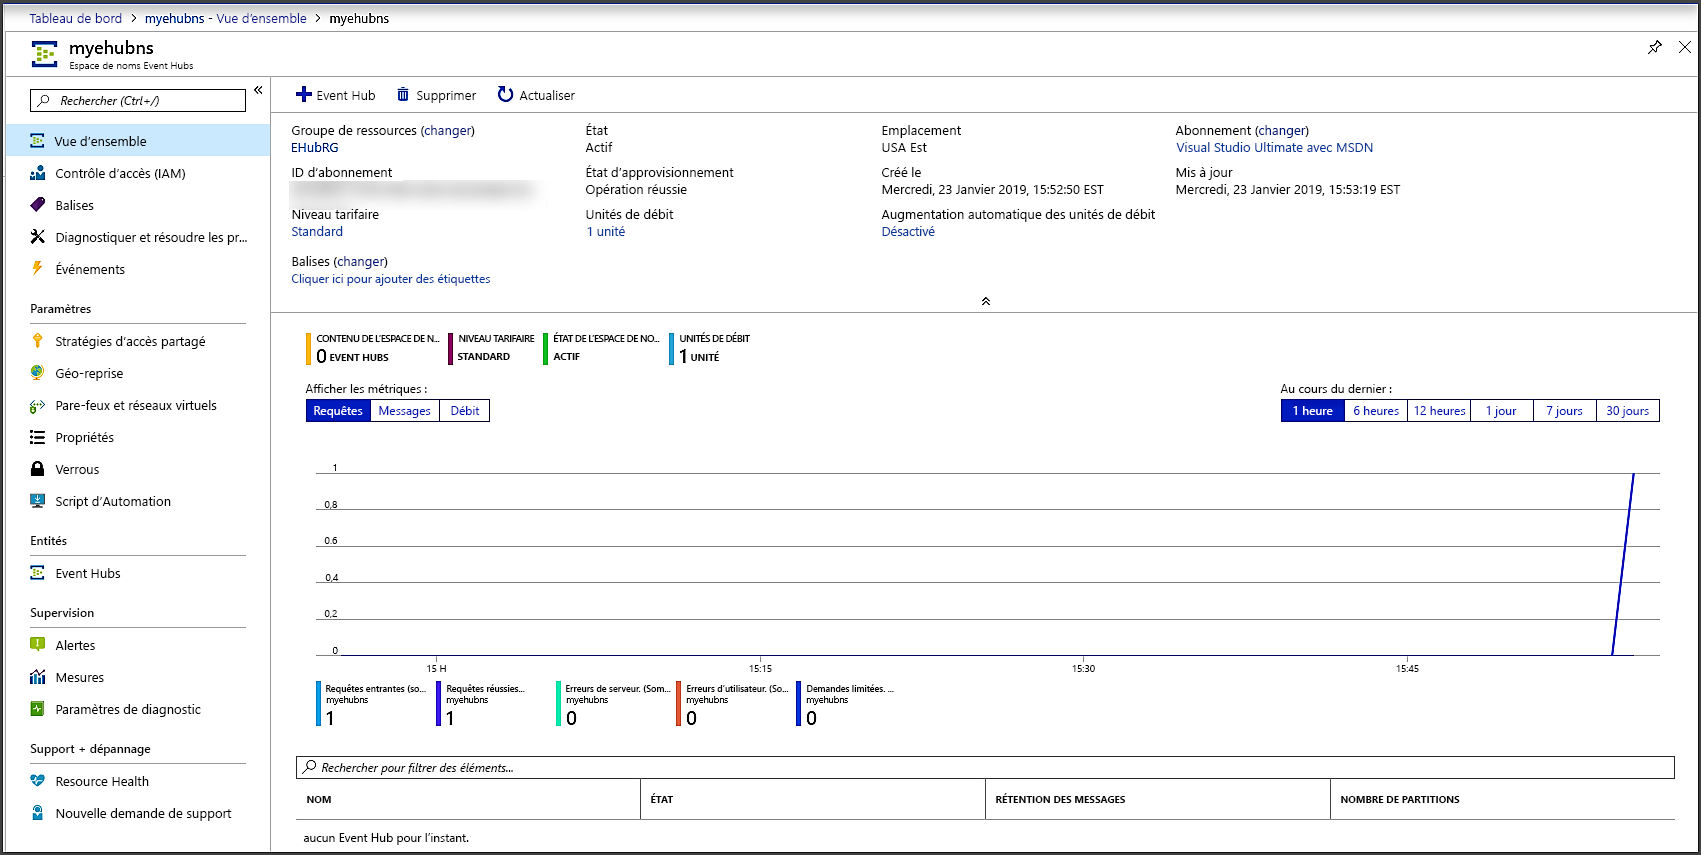 Tableau de bord > myehubns - Vue d'ensemble > myehubns
myehubns
Espace de noms Event Hubs
Rechercher (Ctrl+/)
«
Vue d'ensemble
Contrôle d'accès (IAM)
Balises
Diagnostiquer et résoudre les pr...
Événements
Paramètres
Stratégies d'accès partagé
Géo-reprise
Pare-feux et réseaux virtuels
Propriétés
Verrous
Script d'Automation
Entités
Event Hubs
Supervision
Alertes
Mesures
Paramètres de diagnostic
Support + dépannage
Resource Health
Nouvelle demande de support
Event Hub Supprimer Actualiser
Groupe de ressources (changer)
EHubRG
ID d'abonnement
Niveau tarifaire
Standard
Balises (changer)
Cliquer ici pour ajouter des étiquettes
État
Actif
État d'approvisionnement
Opération réussie
Unités de débit
1 unité
Emplacement
USA Est
Créé le
Mercredi, 23 Janvier 2019, 15:52:50 EST
Augmentation automatique des unités de débit
Désactivé
Abonnement (changer)
Visual Studio Ultimate avec MSDN
Mis à jour
Mercredi, 23 Janvier 2019, 15:53:19 EST
CONTENU DE L'ESPACE DE N...
0 EVENT HUBS
NIVEAU TARIFAIRE
STANDARD
ÉTAT DE L'ESPACE DE NO...
ACTIF
UNITÉS DE DÉBIT
1 UNITÉ
Afficher les métriques :
Requêtes Messages Débit
Au cours du dernier :
1 heure 6 heures 12 heures 1 jour 7 jours 30 jours
1
0,8
0.6
0,4
0,2
0
15 H 15:15 15:30 15:45
Requêtes entrantes (so...
myehubns
1
Requêtes réussies...
myehubns
1
Erreurs de serveur. (Som...
myehubns
0
Erreurs d'utilisateur. (So...
myehubns
0
Demandes limitées. ...
myehubns
0
Rechercher pour filtrer des éléments...
NOM ÉTAT RÉTENTION DES MESSAGES NOMBRE DE PARTITIONS
aucun Event Hub pour l'instant.